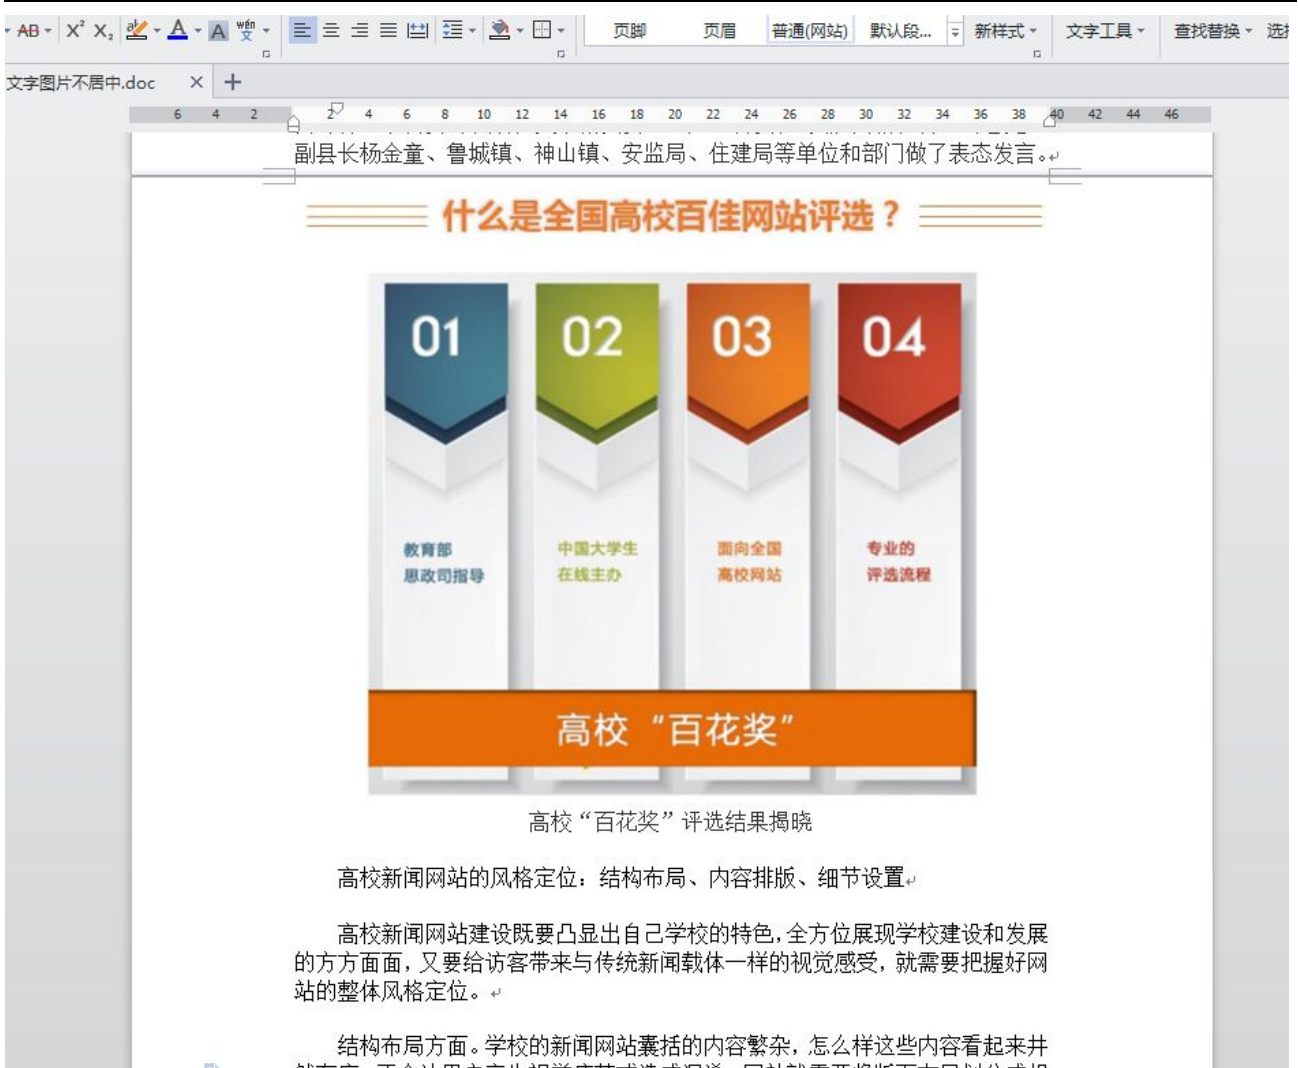 AB X² X₂ A A wén 文 页脚 页眉 普通(网站) 默认段... 新样式 文字工具 查找替换
文字图片不居中.doc × +
6 4 2 2 4 6 8 10 12 14 16 18 20 22 24 26 28 30 32 34 36 38 40 42 44 46
副县长杨金童、鲁城镇、神山镇、安监局、住建局等单位和部门做了表态发言。
什么是全国高校百佳网站评选？
01 02 03 04
教育部
思政司指导
中国大学生
在线主办
面向全国
高校网站
专业的
评选流程
高校“百花奖”
高校“百花奖”评选结果揭晓
高校新闻网站的风格定位：结构布局、内容排版、细节设置
高校新闻网站建设既要凸显出自己学校的特色，全方位展现学校建设和发展
的方方面面，又要给访客带来与传统新闻载体一样的视觉感受，就需要把握好网
站的整体风格定位。
结构布局方面。学校的新闻网站囊括的内容繁杂，怎么样这些内容看起来井